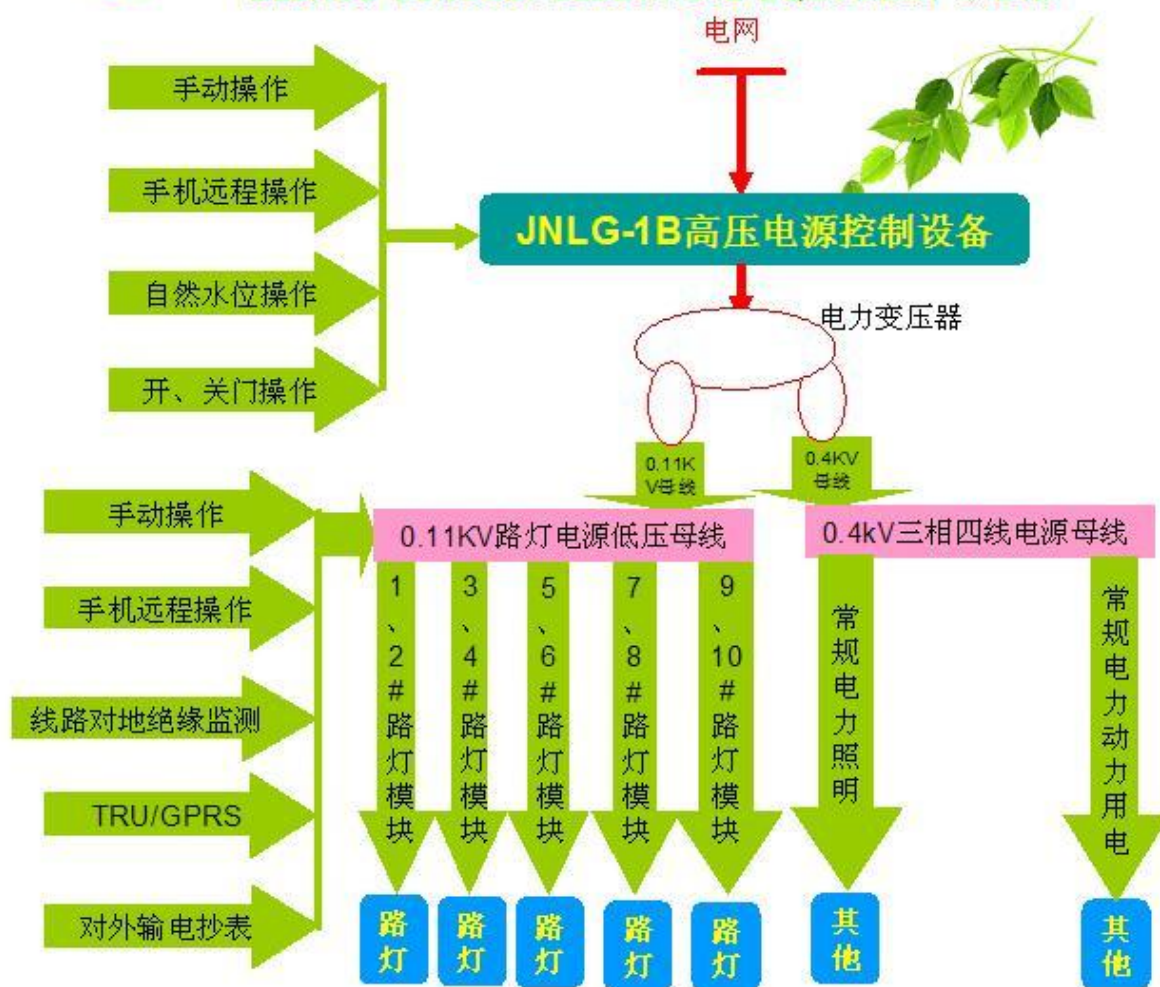 电网
手动操作
手机远程操作
JNLG-1B高压电源控制设备
自然水位操作
电力变压器
开、关门操作
0.11K
V母线
0.4KV
母线
手动操作
0.11KV路灯电源低压母线
0.4kV三相四线电源母线
手机远程操作
线路对地绝缘监测
TRU/GPRS
对外输电抄表
1、2#路灯模块
3、4#路灯模块
5、6#路灯模块
7、8#路灯模块
9、10#路灯模块
常规电力照明
常规电力动力用电
路灯
路灯
路灯
路灯
路灯
其他
其他